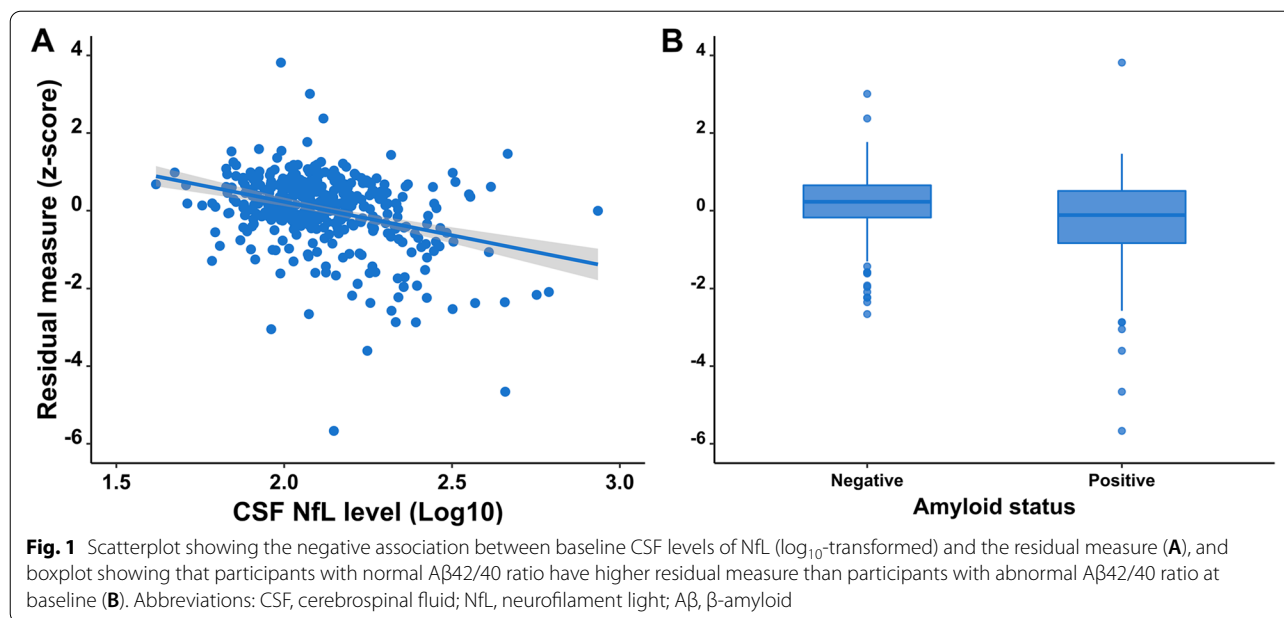 A
B
Residual measure (z-score)
4
2
0
-2
-4
-6
1.5 2.0 2.5 3.0
CSF NfL level (Log10)
4
2
0
-2
-4
-6
Negative Positive
Amyloid status
Fig. 1 Scatterplot showing the negative association between baseline CSF levels of NfL (log10-transformed) and the residual measure (A), and
boxplot showing that participants with normal Aβ42/40 ratio have higher residual measure than participants with abnormal Aβ42/40 ratio at
baseline (B). Abbreviations: CSF, cerebrospinal fluid; NfL, neurofilament light; Aβ, β-amyloid